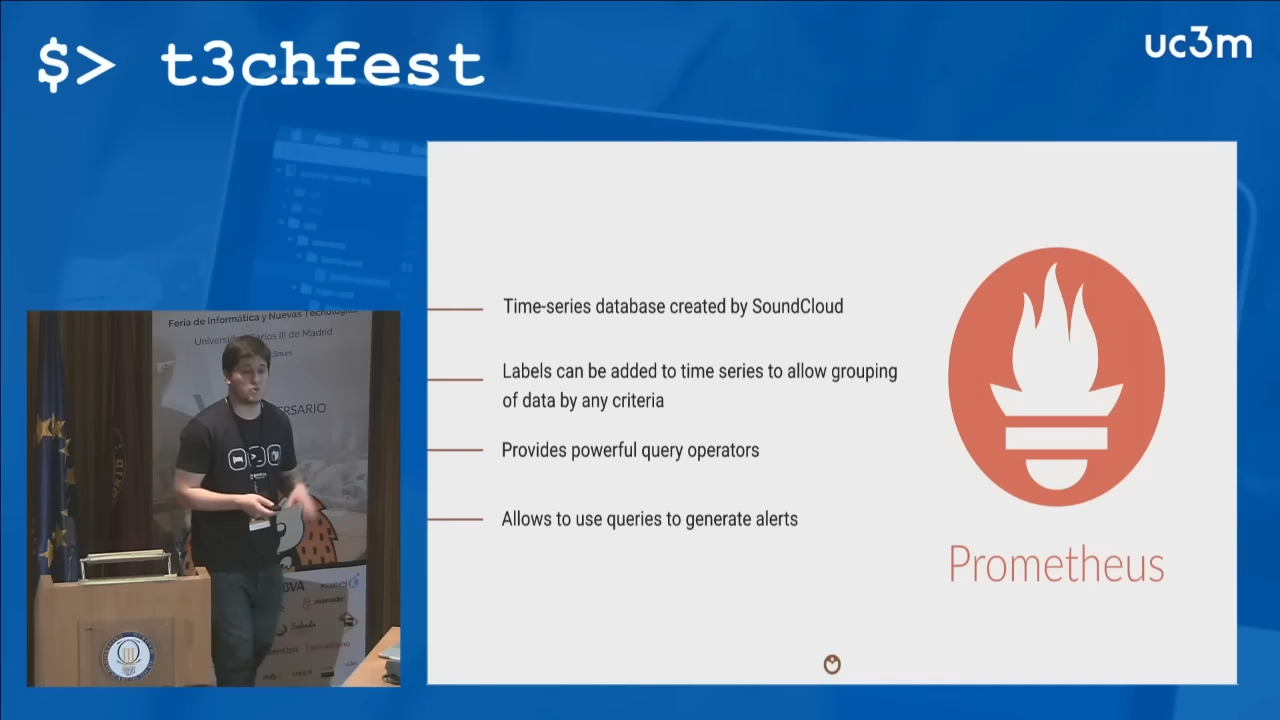 $> t3chfest
uc3m
Time-series database created by SoundCloud
Labels can be added to time series to allow grouping
of data by any criteria
Provides powerful query operators
Allows to use queries to generate alerts
Prometheus
Feria de Informática y Nuevas Tecnologías
Universidad Carlos III de Madrid